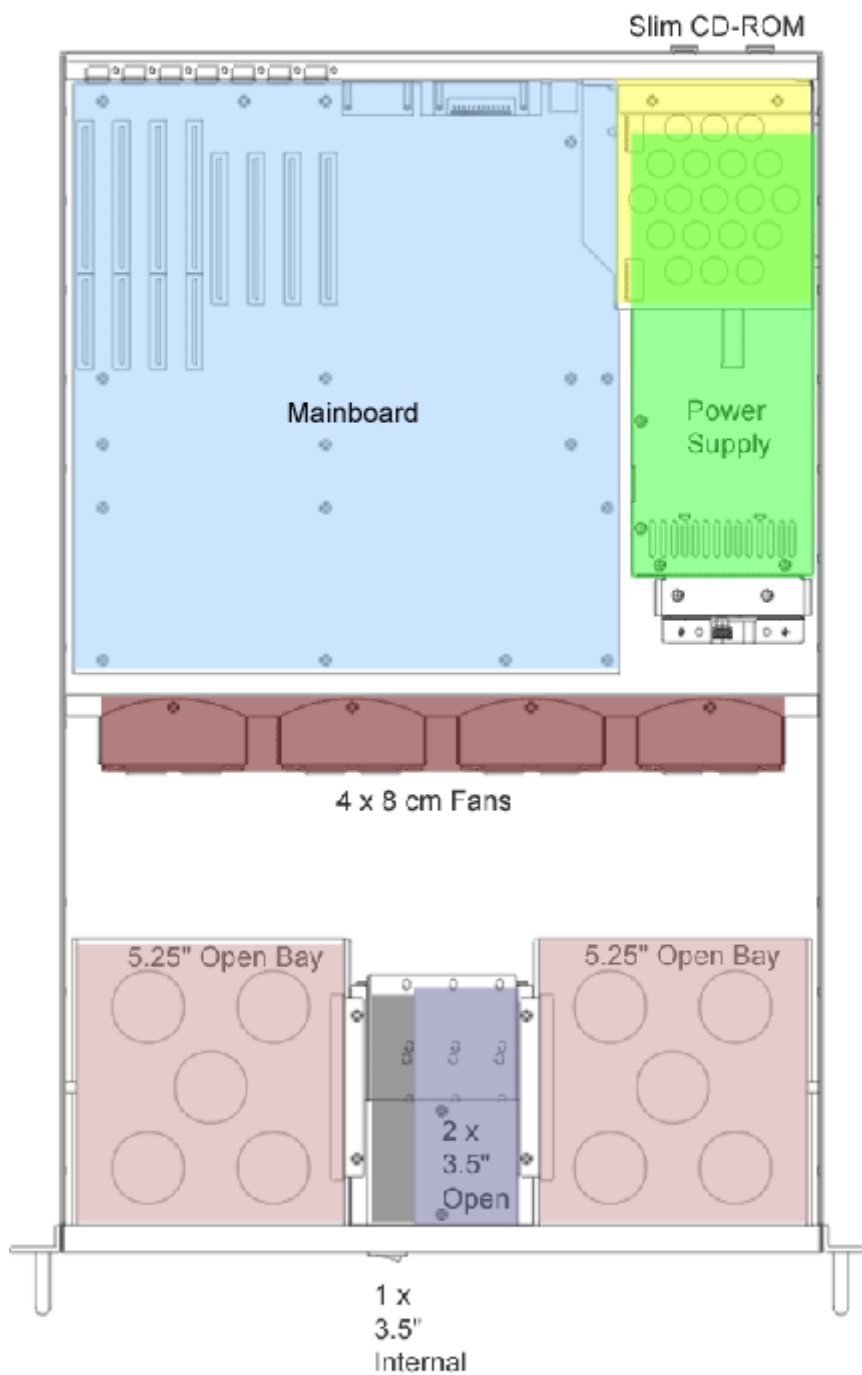 Slim CD-ROM
Mainboard
Power
Supply
4 x 8 cm Fans
5.25" Open Bay
5.25" Open Bay
2 x
3.5"
Open
1 x
3.5"
Internal